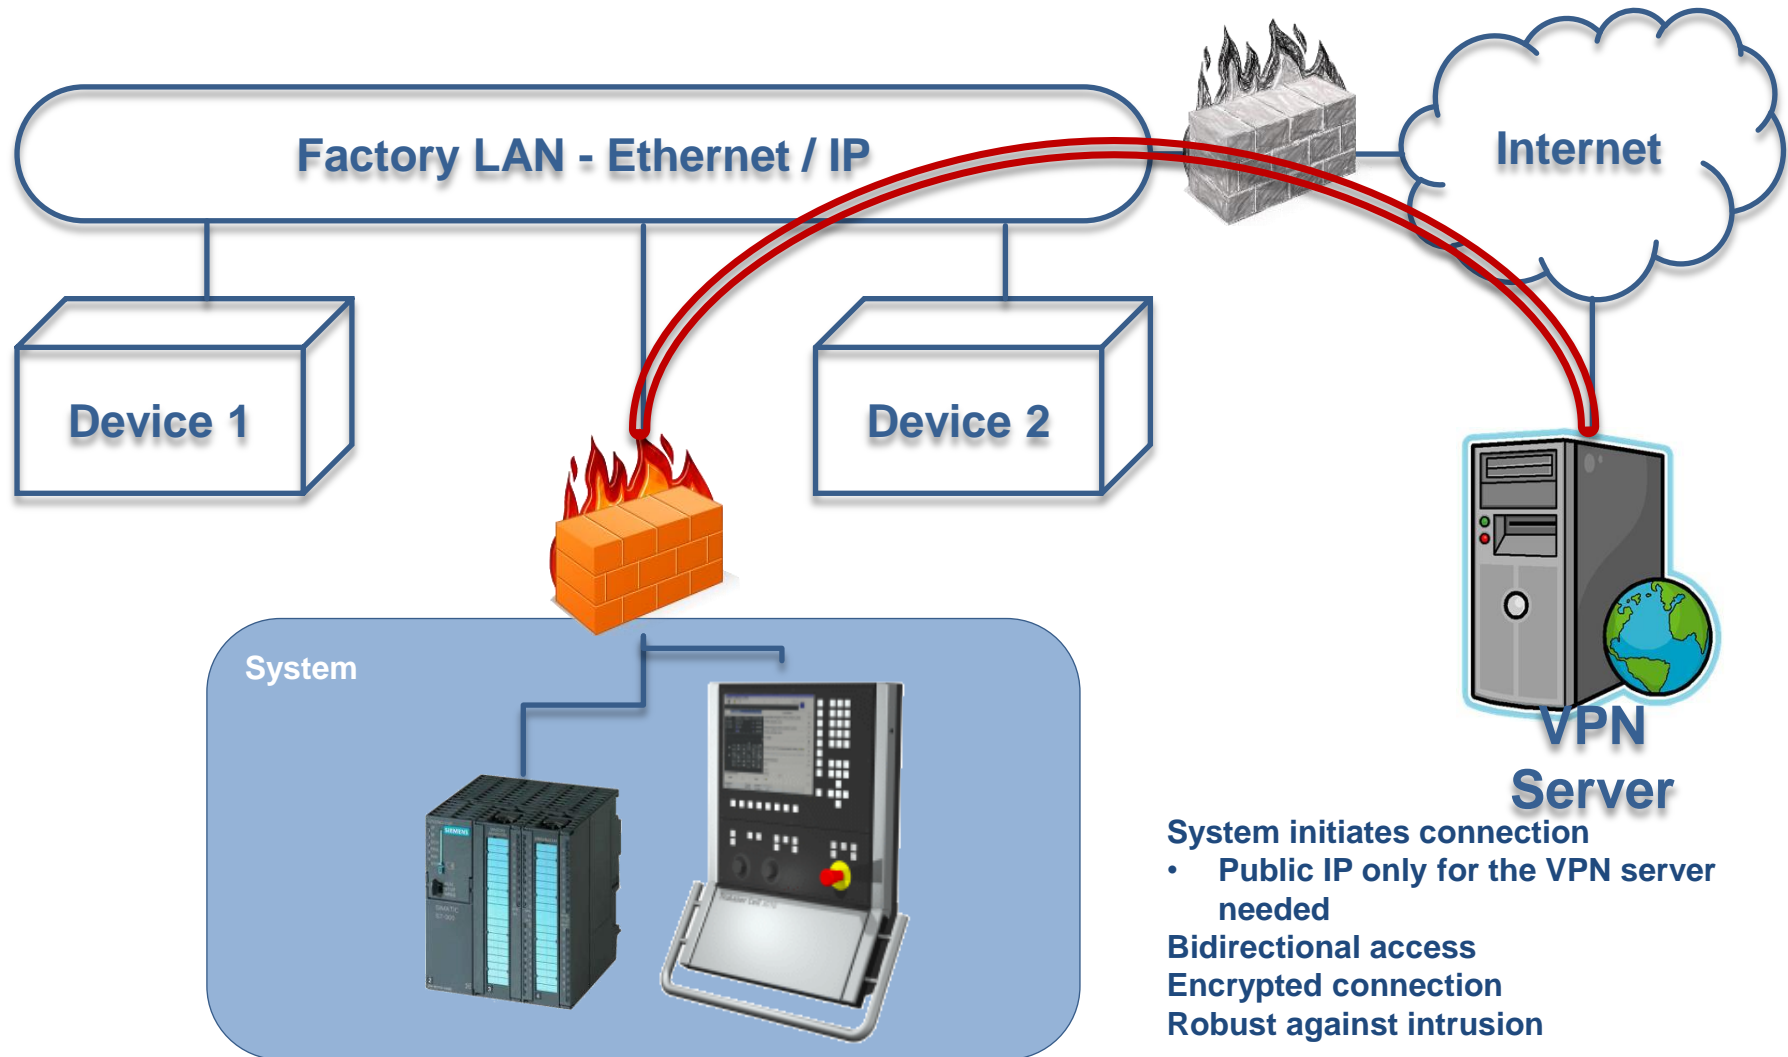 Factory LAN - Ethernet / IP
Internet
Device 1
Device 2
System
SIEMENS
VPN
Server
System initiates connection
• Public IP only for the VPN server
needed
Bidirectional access
Encrypted connection
Robust against intrusion